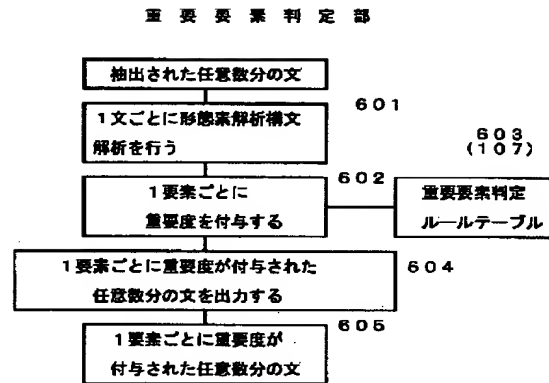 重要要素判定部
抽出された任意数分の文
601
1文ごとに形態素解析構文
解析を行う
603
(107)
602
1要素ごとに
重要度を付与する
重要要素判定
ルールテーブル
604
1要素ごとに重要度が付与された
任意数分の文を出力する
605
1要素ごとに重要度が
付与された任意数分の文